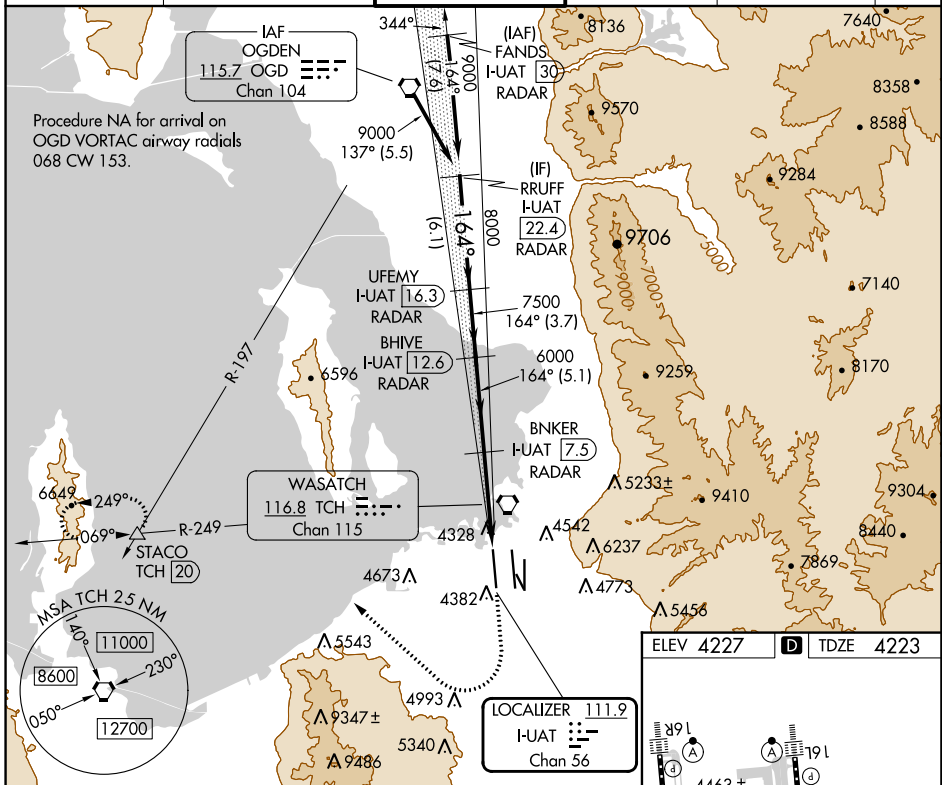 IAF
OGDEN
115.7 OGD
Chan 104
Procedure NA for arrival on
OGD VORTAC airway radials
068 CW 153.
344°
9000
(7.6)
164°
(IAF)
FANDS
I-UAT 30
RADAR
8136
7640
8358
9570
8588
9284
9000
137° (5.5)
(IF)
RRUFF
I-UAT
22.4
RADAR
8000
(6.1)
164°
9706
5000
7000
9000
7140
UFEMY
I-UAT 16.3
RADAR
7500
164° (3.7)
BHIVE
I-UAT 12.6
RADAR
6000
164° (5.1)
R-197
6596
9259
8170
BNKER
I-UAT 7.5
RADAR
5233±
9410
9304
8440
7869
WASATCH
116.8 TCH
Chan 115
6649
249°
069°
R-249
STACO
TCH 20
4328
4542
6237
4673
4382
4773
5456
MSA TCH 25 NM
140°
11000
230°
8600
050°
12700
5543
4993
9347±
5340
9486
LOCALIZER 111.9
I-UAT
Chan 56
ELEV 4227 D TDZE 4223
16R
A
A
16L
P
P
4463±